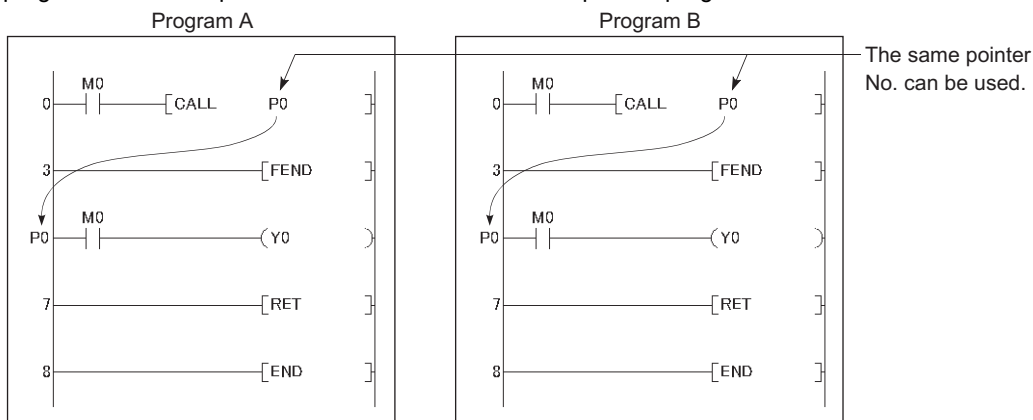 Program A
Program B
The same pointer
No. can be used.
M0
0 [CALL P0 ]
3 [FEND ]
M0
P0 (Y0 )
7 [RET ]
8 [END ]
M0
0 [CALL P0 ]
3 [FEND ]
M0
P0 (Y0 )
7 [RET ]
8 [END ]